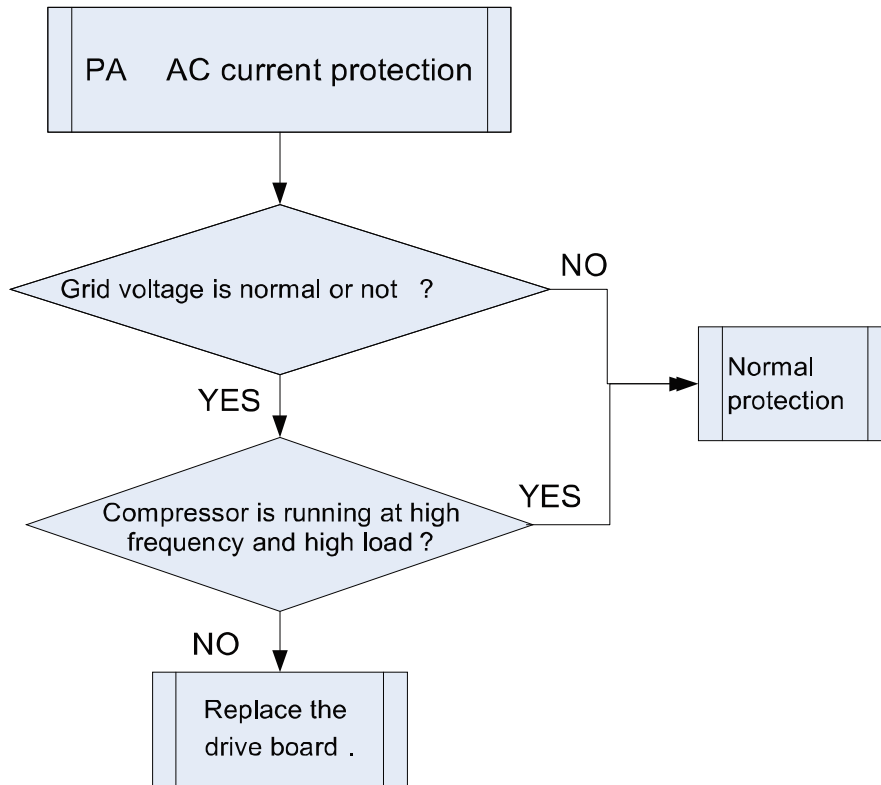 PA AC current protection
Grid voltage is normal or not ?
NO
YES
Normal
protection
Compressor is running at high
frequency and high load ?
YES
NO
Replace the
drive board .